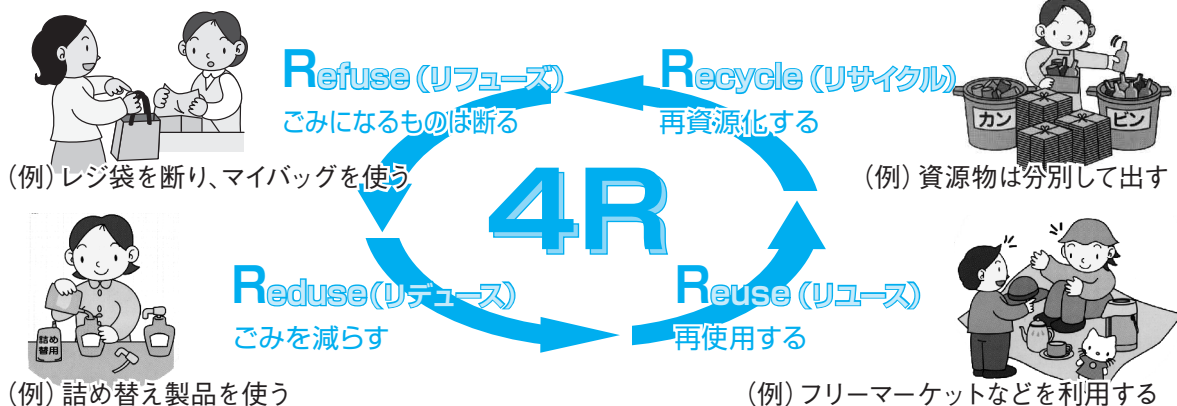 Refuse(リフューズ)
ごみになるものは断る
(例)レジ袋を断り、マイバッグを使う
Recycle(リサイクル)
再資源化する
カン
ビン
(例)資源物は分別して出す
4R
Reduse(リデュース)
ごみを減らす
詰め
替用
(例)詰め替え製品を使う
Reuse(リユース)
再使用する
(例)フリーマーケットなどを利用する